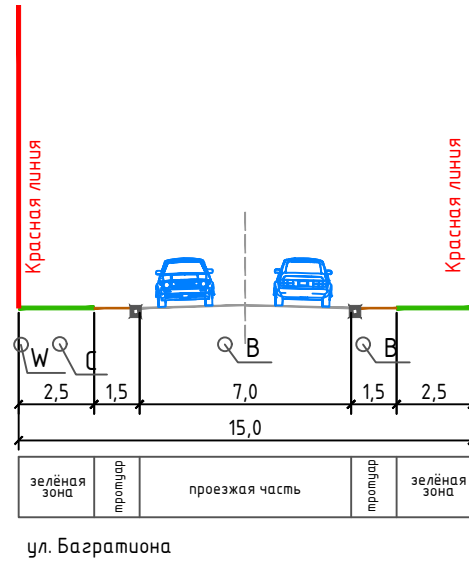 Красная линия
Красная линия
W
C
B
B
2,5
1,5
7,0
1,5
2,5
15,0
зелёная
зона
тротуар
проезжая часть
тротуар
зелёная
зона
ул. Багратиона